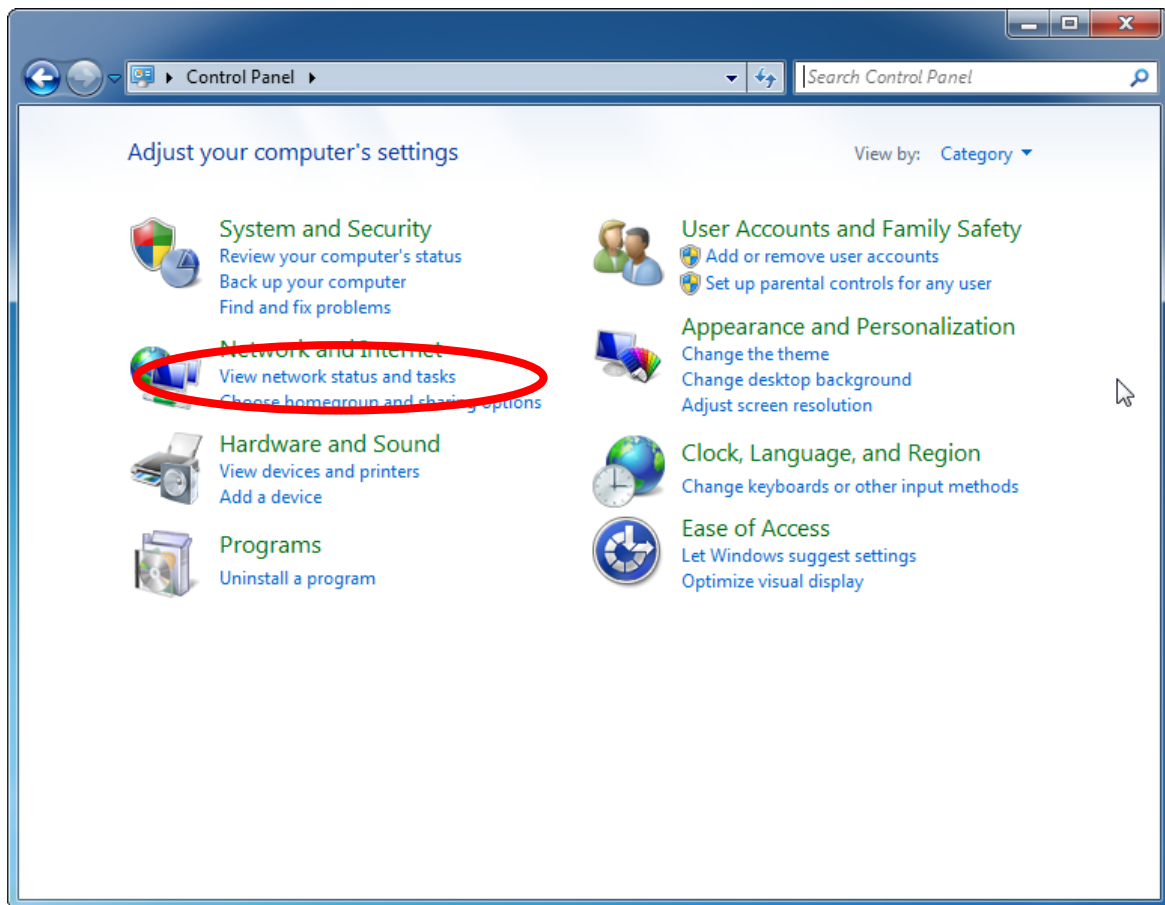 Control Panel
Search Control Panel
Adjust your computer's settings
View by: Category
System and Security
Review your computer's status
Back up your computer
Find and fix problems
Network and Internet
View network status and tasks
Choose homegroup and sharing options
Hardware and Sound
View devices and printers
Add a device
Programs
Uninstall a program
User Accounts and Family Safety
Add or remove user accounts
Set up parental controls for any user
Appearance and Personalization
Change the theme
Change desktop background
Adjust screen resolution
Clock, Language, and Region
Change keyboards or other input methods
Ease of Access
Let Windows suggest settings
Optimize visual display